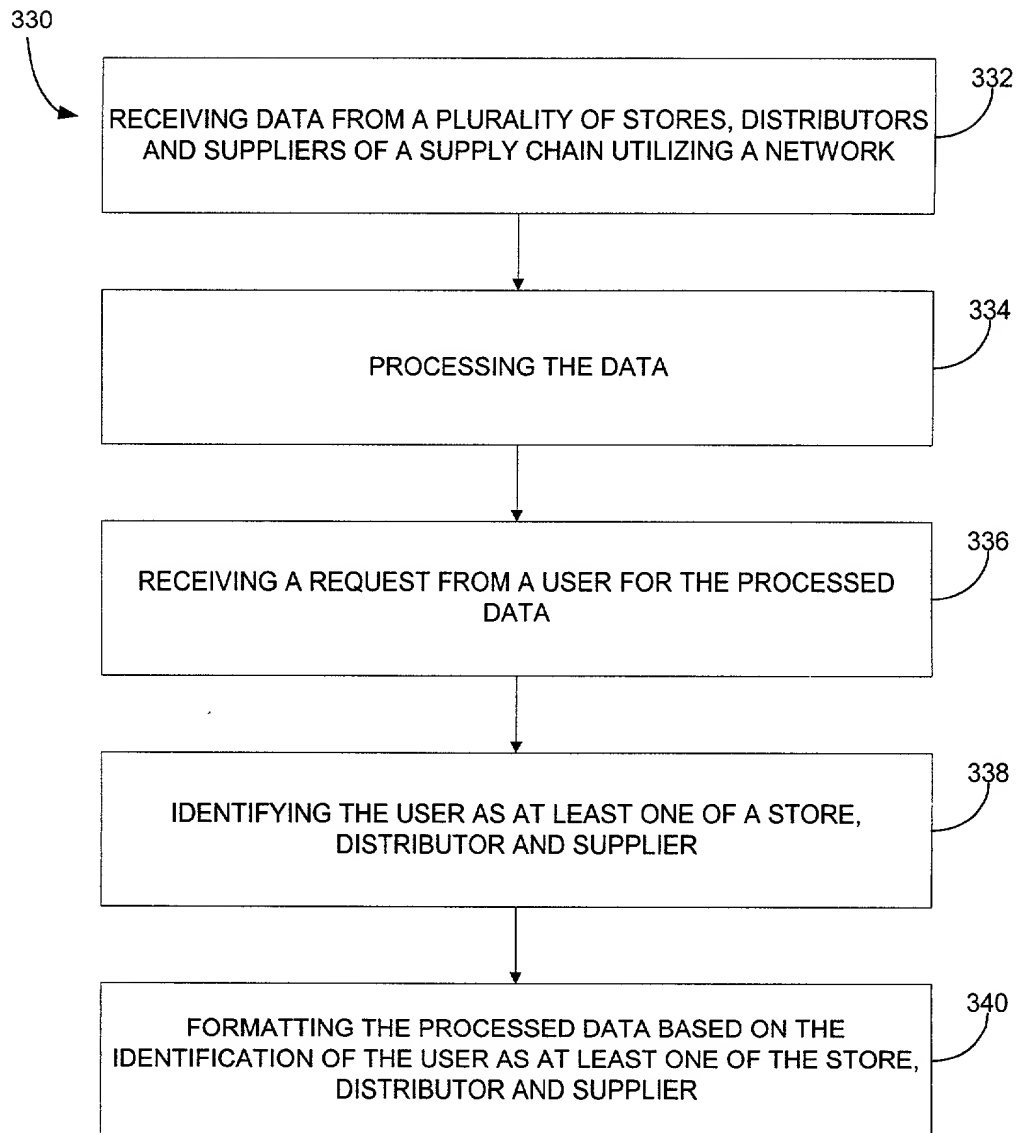 330
332
RECEIVING DATA FROM A PLURALITY OF STORES, DISTRIBUTORS
AND SUPPLIERS OF A SUPPLY CHAIN UTILIZING A NETWORK
334
PROCESSING THE DATA
336
RECEIVING A REQUEST FROM A USER FOR THE PROCESSED
DATA
338
IDENTIFYING THE USER AS AT LEAST ONE OF A STORE,
DISTRIBUTOR AND SUPPLIER
340
FORMATTING THE PROCESSED DATA BASED ON THE
IDENTIFICATION OF THE USER AS AT LEAST ONE OF THE STORE,
DISTRIBUTOR AND SUPPLIER